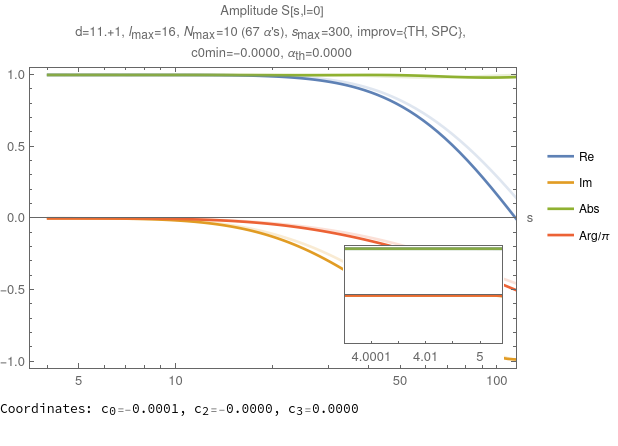 Amplitude S[s,l=0]
d=11.+1, lmax=16, Nmax=10 (67 α's), smax=300, improv={TH, SPC},
c0min=−0.0000, αth=0.0000
1.0
0.5
0.0
−0.5
−1.0
s
Re
Im
Abs
Arg/π
4.0001 4.01 5
5 10 50 100
Coordinates: c0=-0.0001, c2=-0.0000, c3=0.0000